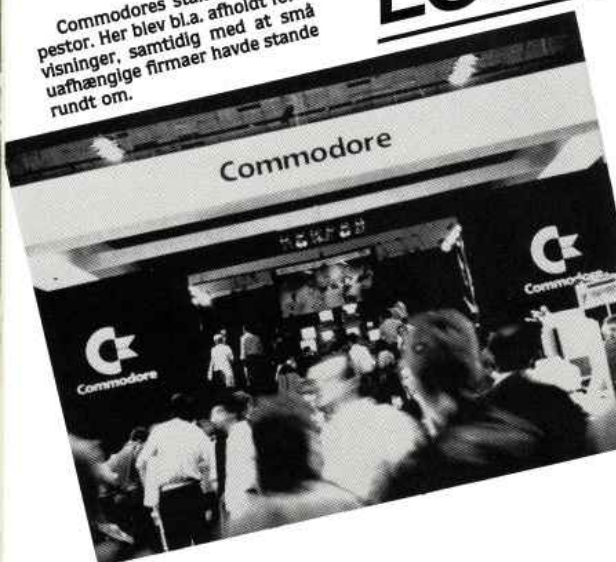 Commodores
pestor. Her blev bl.a. afholdt
visninger, samtidig med at små
uafhængige firmaer havde stande
rundt om.
Commodore
Commodore
Commodore